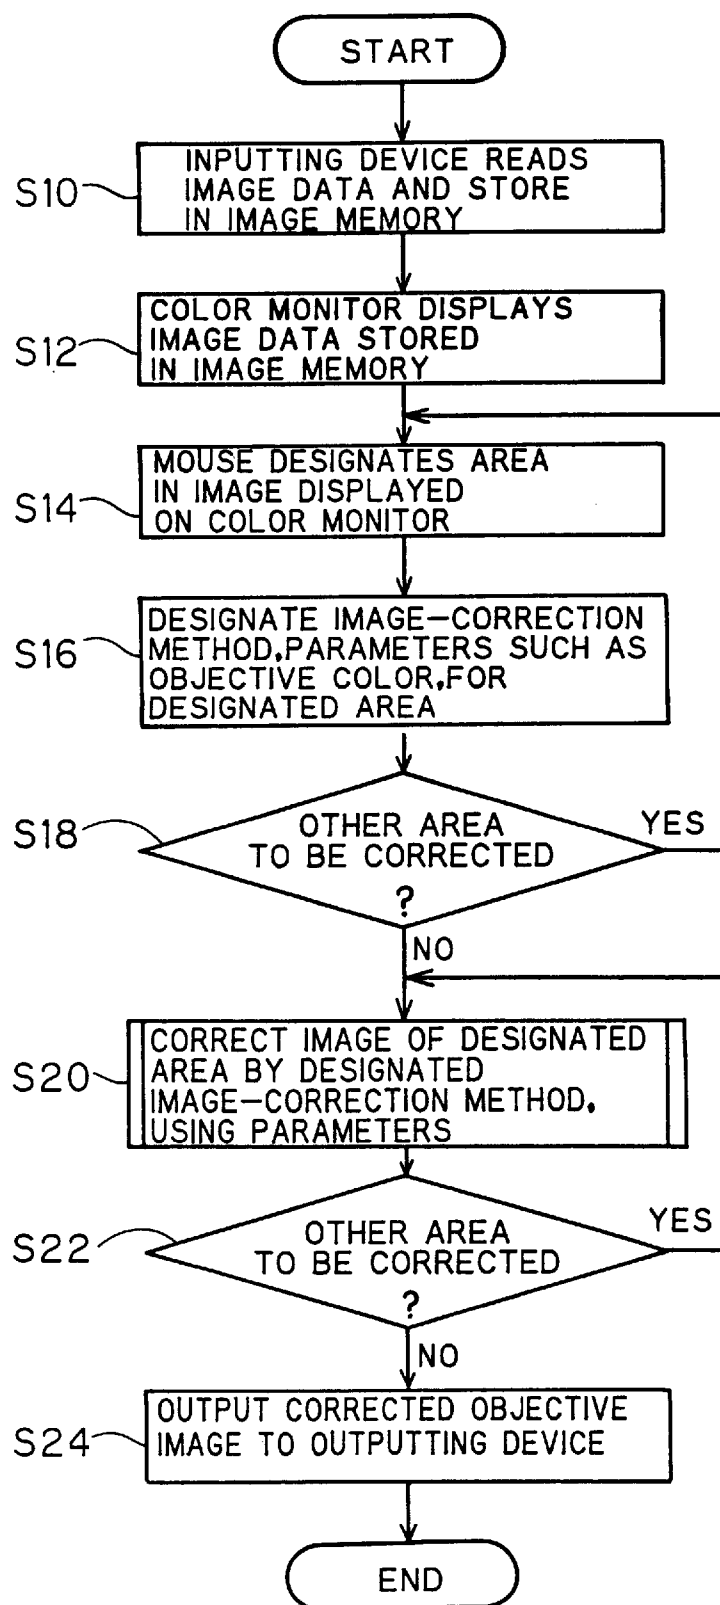 START
S10
INPUTTING DEVICE READS
IMAGE DATA AND STORE
IN IMAGE MEMORY
S12
COLOR MONITOR DISPLAYS
IMAGE DATA STORED
IN IMAGE MEMORY
S14
MOUSE DESIGNATES AREA
IN IMAGE DISPLAYED
ON COLOR MONITOR
S16
DESIGNATE IMAGE-CORRECTION
METHOD,PARAMETERS SUCH AS
OBJECTIVE COLOR,FOR
DESIGNATED AREA
S18
OTHER AREA
TO BE CORRECTED
?
YES
NO
S20
CORRECT IMAGE OF DESIGNATED
AREA BY DESIGNATED
IMAGE-CORRECTION METHOD,
USING PARAMETERS
S22
OTHER AREA
TO BE CORRECTED
?
YES
NO
S24
OUTPUT CORRECTED OBJECTIVE
IMAGE TO OUTPUTTING DEVICE
END